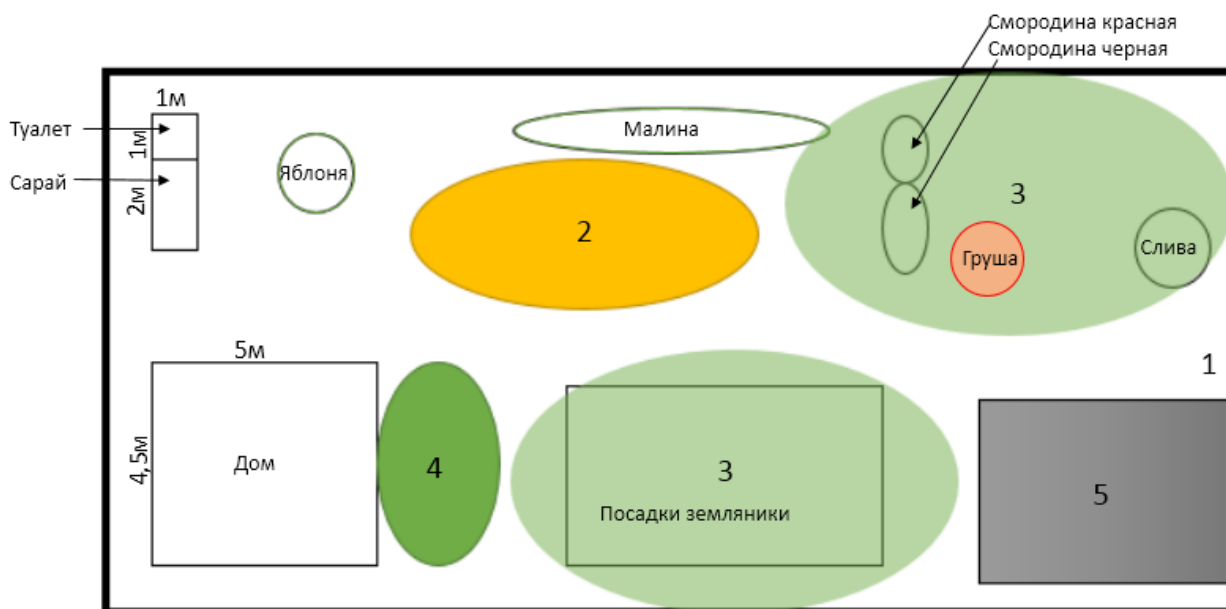 Смородина красная
Смородина черная
1м
Туалет
1м
Малина
Яблоня
Сарай
2м
3
2
Груша
Слива
5м
1
4,5м
Дом
4
3
5
Посадки земляники